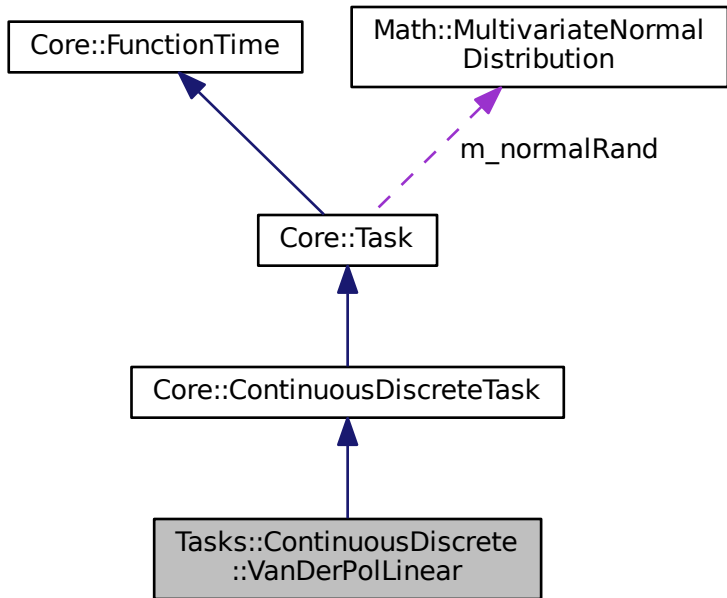 Core::FunctionTime
Math::MultivariateNormal
Distribution
m_normalRand
Core::Task
Core::ContinuousDiscreteTask
Tasks::ContinuousDiscrete
::VanDerPolLinear